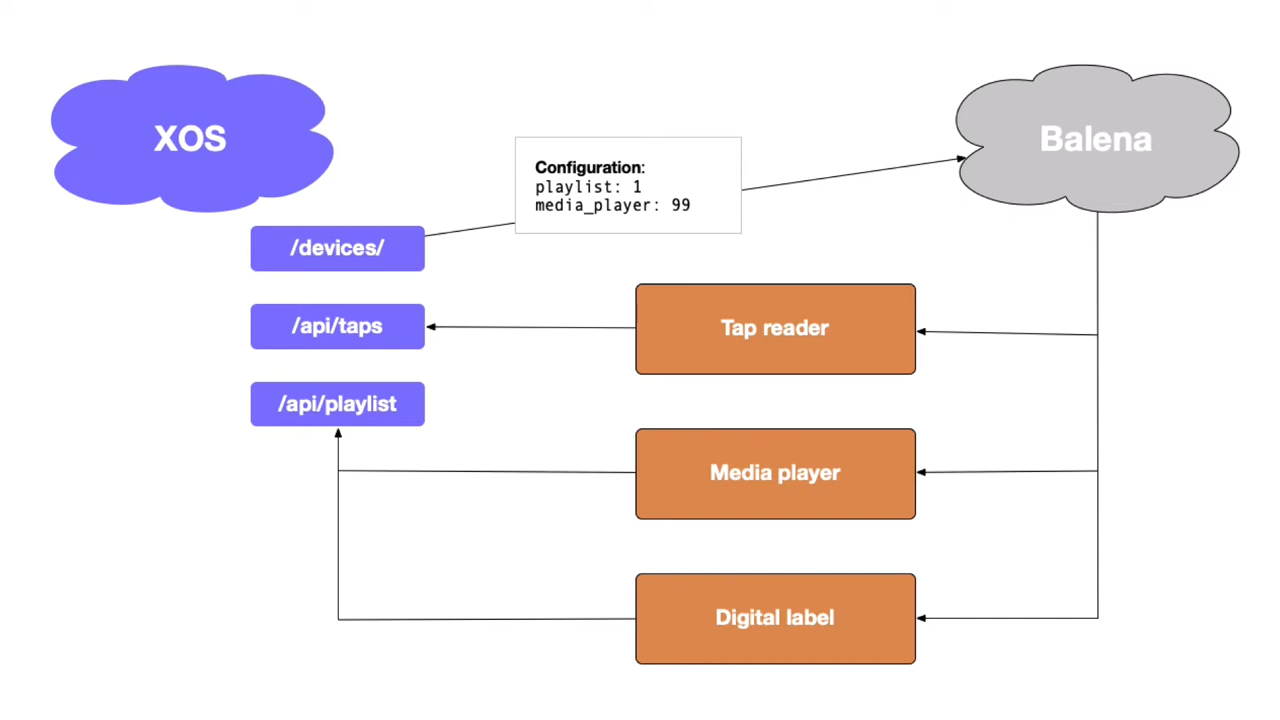 XOS
Balena
Configuration:
playlist: 1
media_player: 99
/devices/
/api/taps
Tap reader
/api/playlist
Media player
Digital label